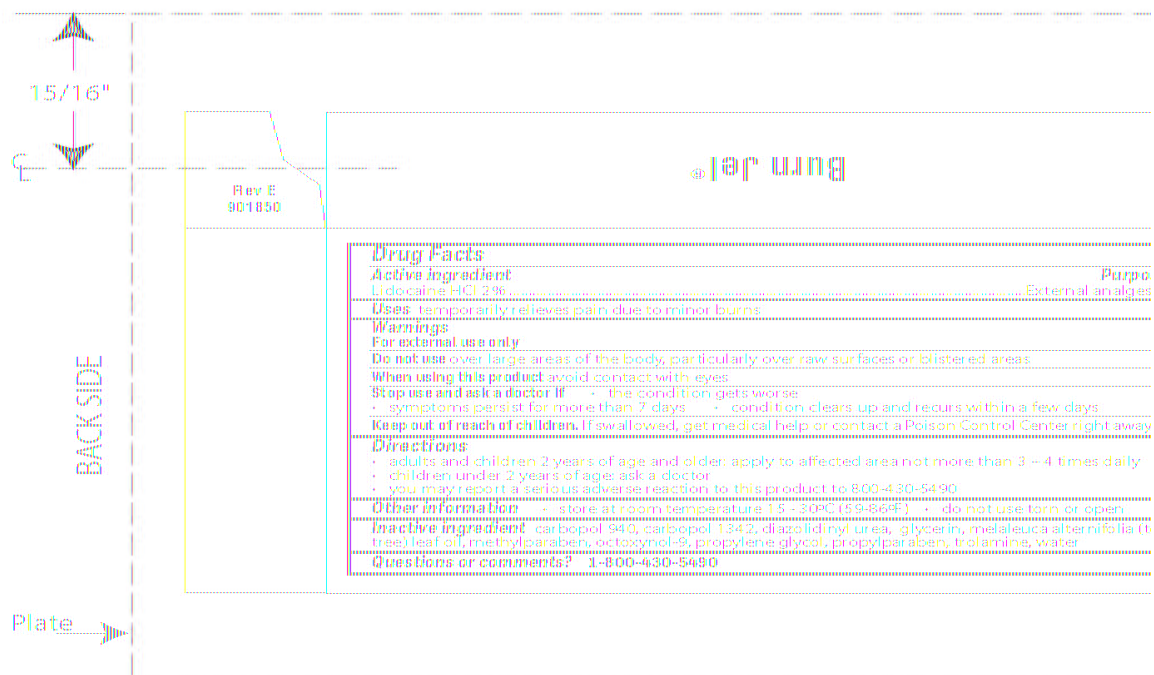 15/16"
℄
burn jel®
Rev E
901850
Drug Facts
Active ingredient Purpo
Lidocaine HCl 2% External analges
Uses temporarily relieves pain due to minor burns
Warnings
For external use only
Do not use over large areas of the body, particularly over raw surfaces or blistered areas
When using this product avoid contact with eyes
Stop use and ask a doctor if • the condition gets worse
• symptoms persist for more than 7 days • condition clears up and recurs within a few days
Keep out of reach of children. If swallowed, get medical help or contact a Poison Control Center right away
Directions
• adults and children 2 years of age and older: apply to affected area not more than 3 - 4 times daily
• children under 2 years of age: ask a doctor
• you may report a serious adverse reaction to this product to 800-430-5490
Other information • store at room temperature 15 - 30ºC (59-86ºF) • do not use torn or open
Inactive ingredient carbopol 940, carbopol 1342, diazolidinyl urea, glycerin, melaleuca alternifolia (t
tree) leaf oil, methylparaben, octoxynol-9, propylene glycol, propylparaben, trolamine, water
Questions or comments? 1-800-430-5490
BACK SIDE
Plate